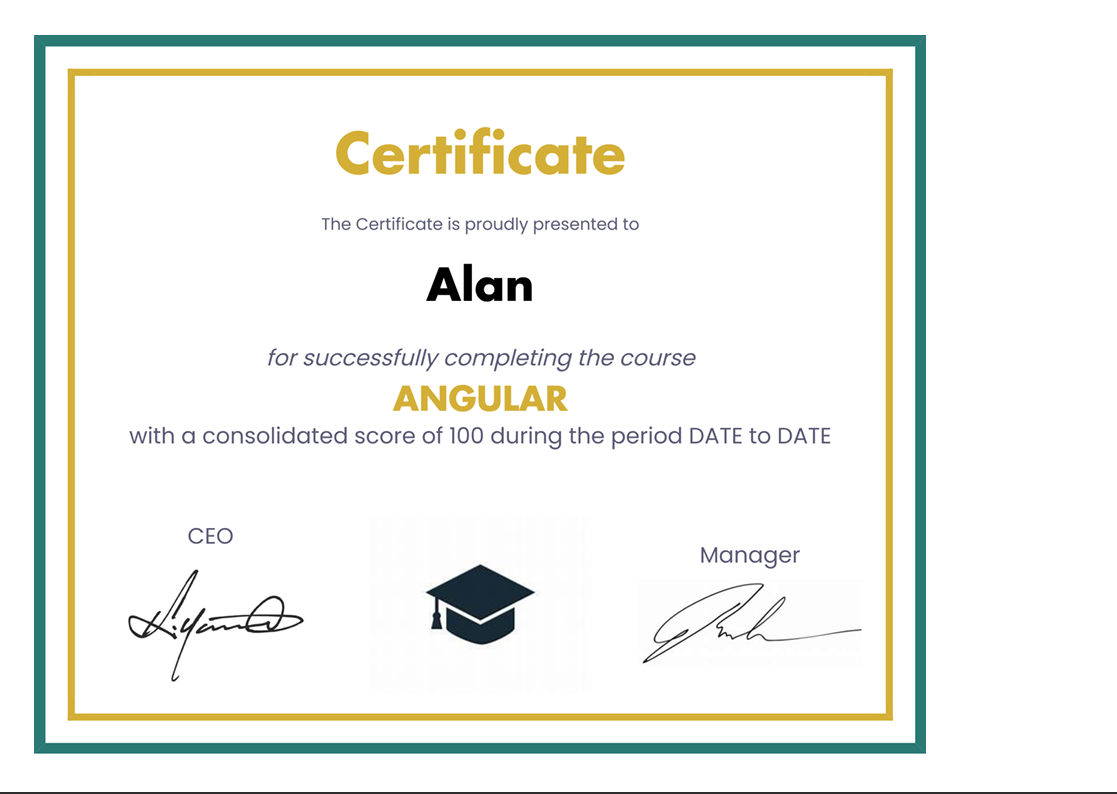 Certificate
The Certificate is proudly presented to
Alan
for successfully completing the course
ANGULAR
with a consolidated score of 100 during the period DATE to DATE
CEO
Manager